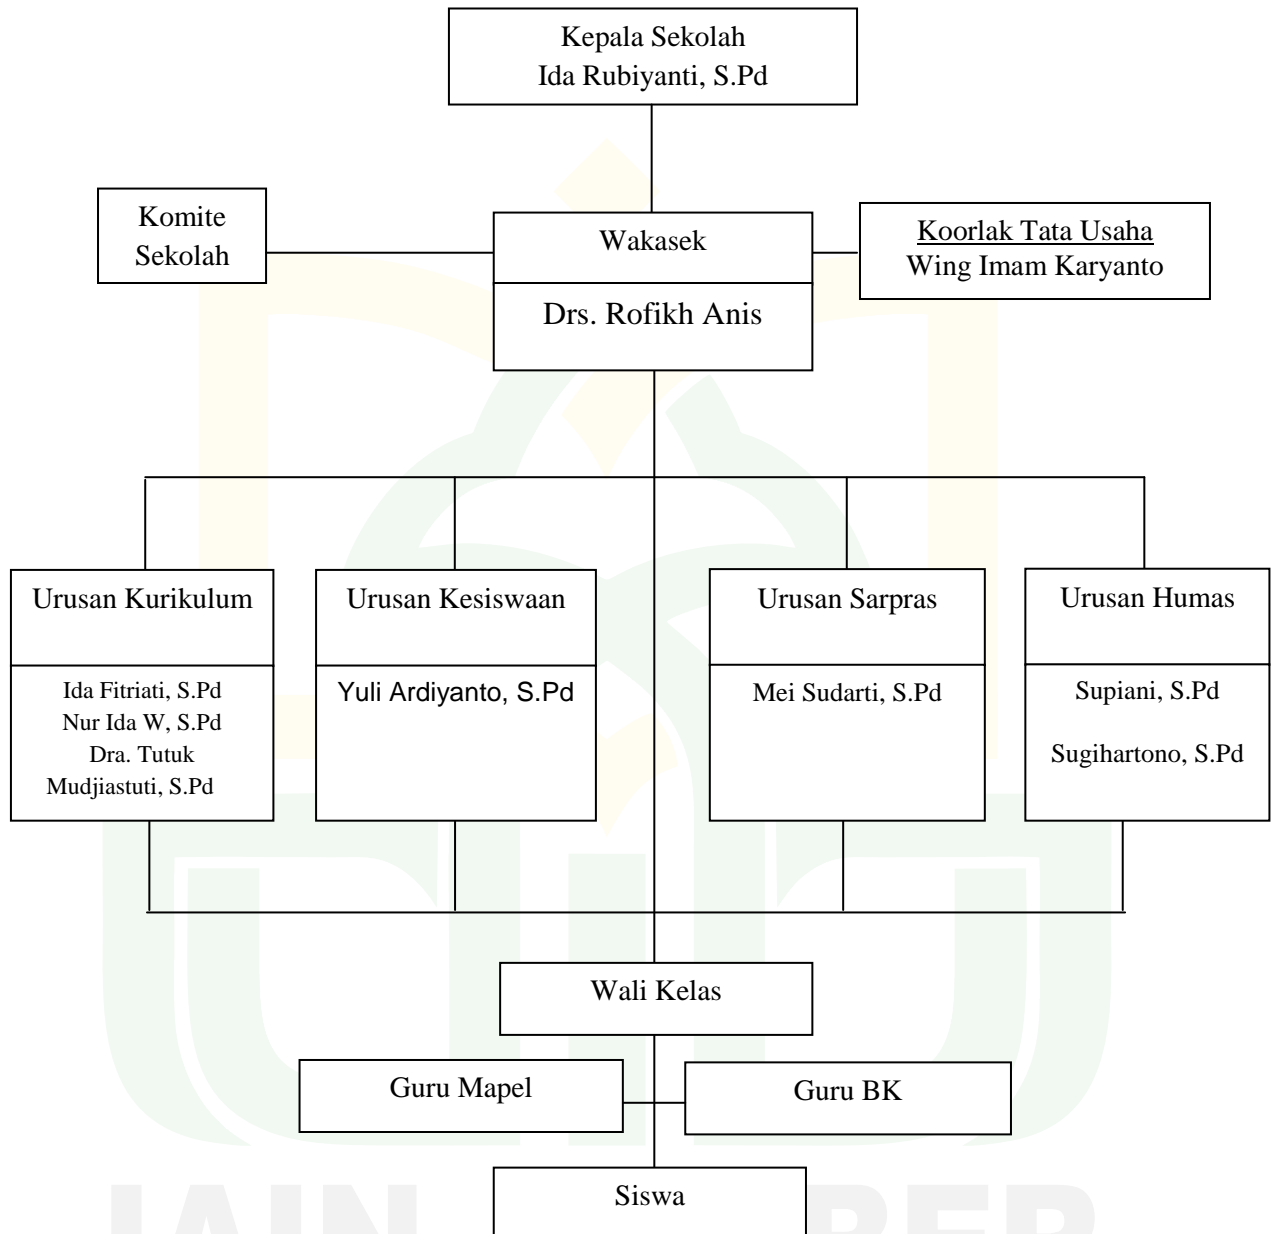 Kepala Sekolah
Ida Rubiyanti, S.Pd
Komite
Sekolah
Wakasek
Drs. Rofikh Anis
Koorlak Tata Usaha
Wing Imam Karyanto
Urusan Kurikulum
Ida Fitriati, S.Pd
Nur Ida W, S.Pd
Dra. Tutuk
Mudjiastuti, S.Pd
Urusan Kesiswaan
Yuli Ardiyanto, S.Pd
Urusan Sarpras
Mei Sudarti, S.Pd
Urusan Humas
Supiani, S.Pd
Sugihartono, S.Pd
Wali Kelas
Guru Mapel
Guru BK
Siswa